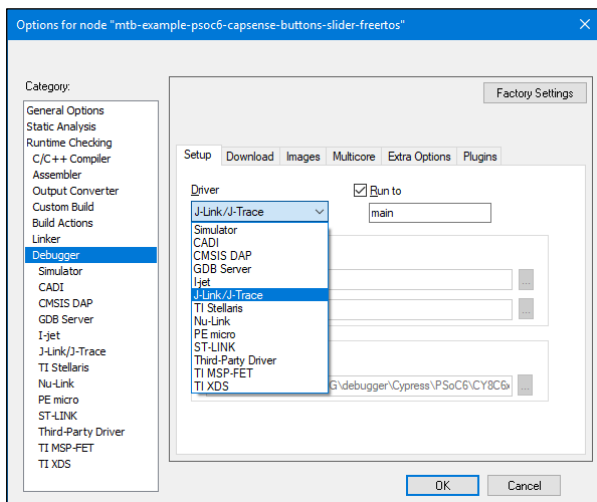 Options for node "mtb-example-psoc6-capsense-buttons-slider-freertos"
Category:
Factory Settings
General Options
Static Analysis
Runtime Checking
C/C++ Compiler
Assembler
Output Converter
Custom Build
Build Actions
Linker
Debugger
Simulator
CADI
CMSIS DAP
GDB Server
I-jet
J-Link/J-Trace
TI Stellaris
Nu-Link
PE micro
ST-LINK
Third-Party Driver
TI MSP-FET
TI XDS
Setup Download Images Multicore Extra Options Plugins
Driver
Run to
J-Link/J-Trace
main
Simulator
CADI
CMSIS DAP
GDB Server
I-jet
J-Link/J-Trace
TI Stellaris
Nu-Link
PE micro
ST-LINK
Third-Party Driver
TI MSP-FET
TI XDS
G\debugger\Cypress\PSoC6\CY8C6
...
...
...
OK Cancel